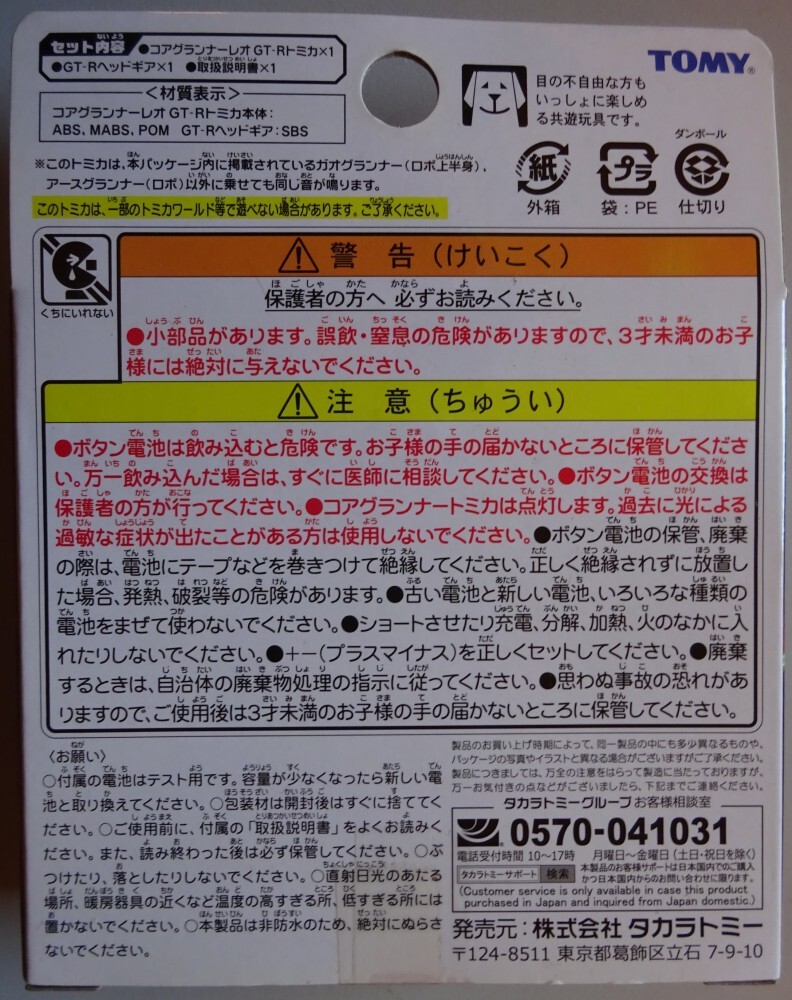 セット内容 ●コアグランナーレオ GT-Rトミカ×1
●GT-Rヘッドギア×1 ●取扱説明書×1
<材質表示>
コアグランナーレオ GT-Rトミカ本体:
ABS, MABS, POM GT-Rヘッドギア:SBS
TOMY®
目の不自由な方も
いっしょに楽しめ
る共遊玩具です。
※このトミカは、本パッケージ内に掲載されているガオグランナー(ロボ上半身)、
アースグランナー(ロボ)以外に乗せても同じ音が鳴ります。
このトミカは、一部のトミカワールド等で遊べない場合があります。ご了承ください。
紙
外箱
プラ
袋:PE
ダンボール
仕切り
くちにいれない
警 告(けいこく)
保護者の方へ 必ずお読みください。
●小部品があります。誤飲・窒息の危険がありますので、3才未満のお子
様には絶対に与えないでください。
注 意(ちゅうい)
●ボタン電池は飲み込むと危険です。お子様の手の届かないところに保管してくださ
い。万一飲み込んだ場合は、すぐに医師に相談してください。●ボタン電池の交換は
保護者の方が行ってください。●コアグランナートミカは点灯します。過去に光による
過敏な症状が出たことがある方は使用しないでください。●ボタン電池の保管、廃棄
の際は、電池にテープなどを巻きつけて絶縁してください。正しく絶縁されずに放置し
た場合、発熱、破裂等の危険があります。●古い電池と新しい電池、いろいろな種類の
電池をまぜて使わないでください。●ショートさせたり充電、分解、加熱、火のなかに入
れたりしないでください。●+−(プラスマイナス)を正しくセットしてください。●廃棄
するときは、自治体の廃棄物処理の指示に従ってください。●思わぬ事故の恐れがあ
りますので、ご使用後は3才未満のお子様の手の届かないところに保管してください。
〈お願い〉
○付属の電池はテスト用です。容量が少なくなったら新しい電
池と取り換えてください。○包装材は開封後はすぐに捨ててく
ださい。○ご使用前に、付属の「取扱説明書」をよくお読みく
ださい。また、読み終わった後は必ず保管してください。○ぶ
つけたり、落としたりしないでください。○直射日光のあたる
場所、暖房器具の近くなど温度の高すぎる所、低すぎる所には
置かないでください。○本製品は非防水のため、絶対にぬらさ
ないでください。
製品のお買い上げ時期によって、同一製品の中にも多少異なるものや、
パッケージの写真やイラストと異なる場合がございますがご了承ください。
製品につきましては、万全の注意をはらって製造に当たっておりますが、
万一お気付きの点などがございましたら、下記までご連絡ください。
タカラトミーグループお客様相談室
0570-041031
電話受付時間 10〜17時 月曜日〜金曜日(土・日・祝日を除く)
タカラトミーサポート 検索 本製品のお客様サポートは日本国内でのご購入
かつ日本国内からのお問い合わせに限ります。
(Customer service is only available in case this product
purchased in Japan and inquired from Japan domestic.)
発売元:株式会社 タカラトミー
〒124-8511 東京都葛飾区立石 7-9-10